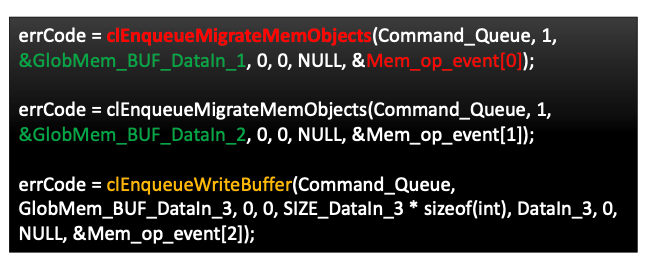 errCode = clEnqueueMigrateMemObjects(Command_Queue, 1,
&GlobMem_BUF_DataIn_1, 0, 0, NULL, &Mem_op_event[0]);
errCode = clEnqueueMigrateMemObjects(Command_Queue, 1,
&GlobMem_BUF_DataIn_2, 0, 0, NULL, &Mem_op_event[1]);
errCode = clEnqueueWriteBuffer(Command_Queue,
GlobMem_BUF_DataIn_3, 0, 0, SIZE_DataIn_3 * sizeof(int), DataIn_3, 0,
NULL, &Mem_op_event[2]);